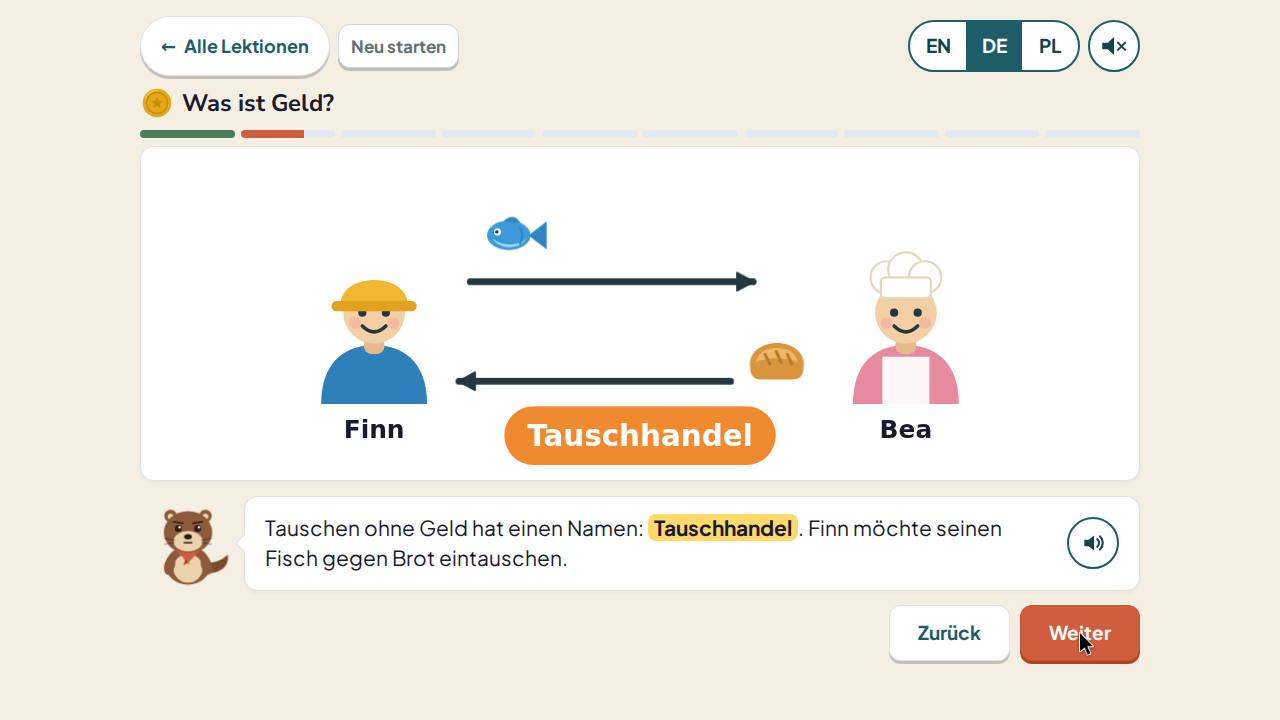 ← Alle Lektionen
Neu starten
EN DE PL
Was ist Geld?
Finn
Bea
Tauschhandel
Tauschen ohne Geld hat einen Namen: Tauschhandel. Finn möchte seinen
Fisch gegen Brot eintauschen.
Zurück
Weiter